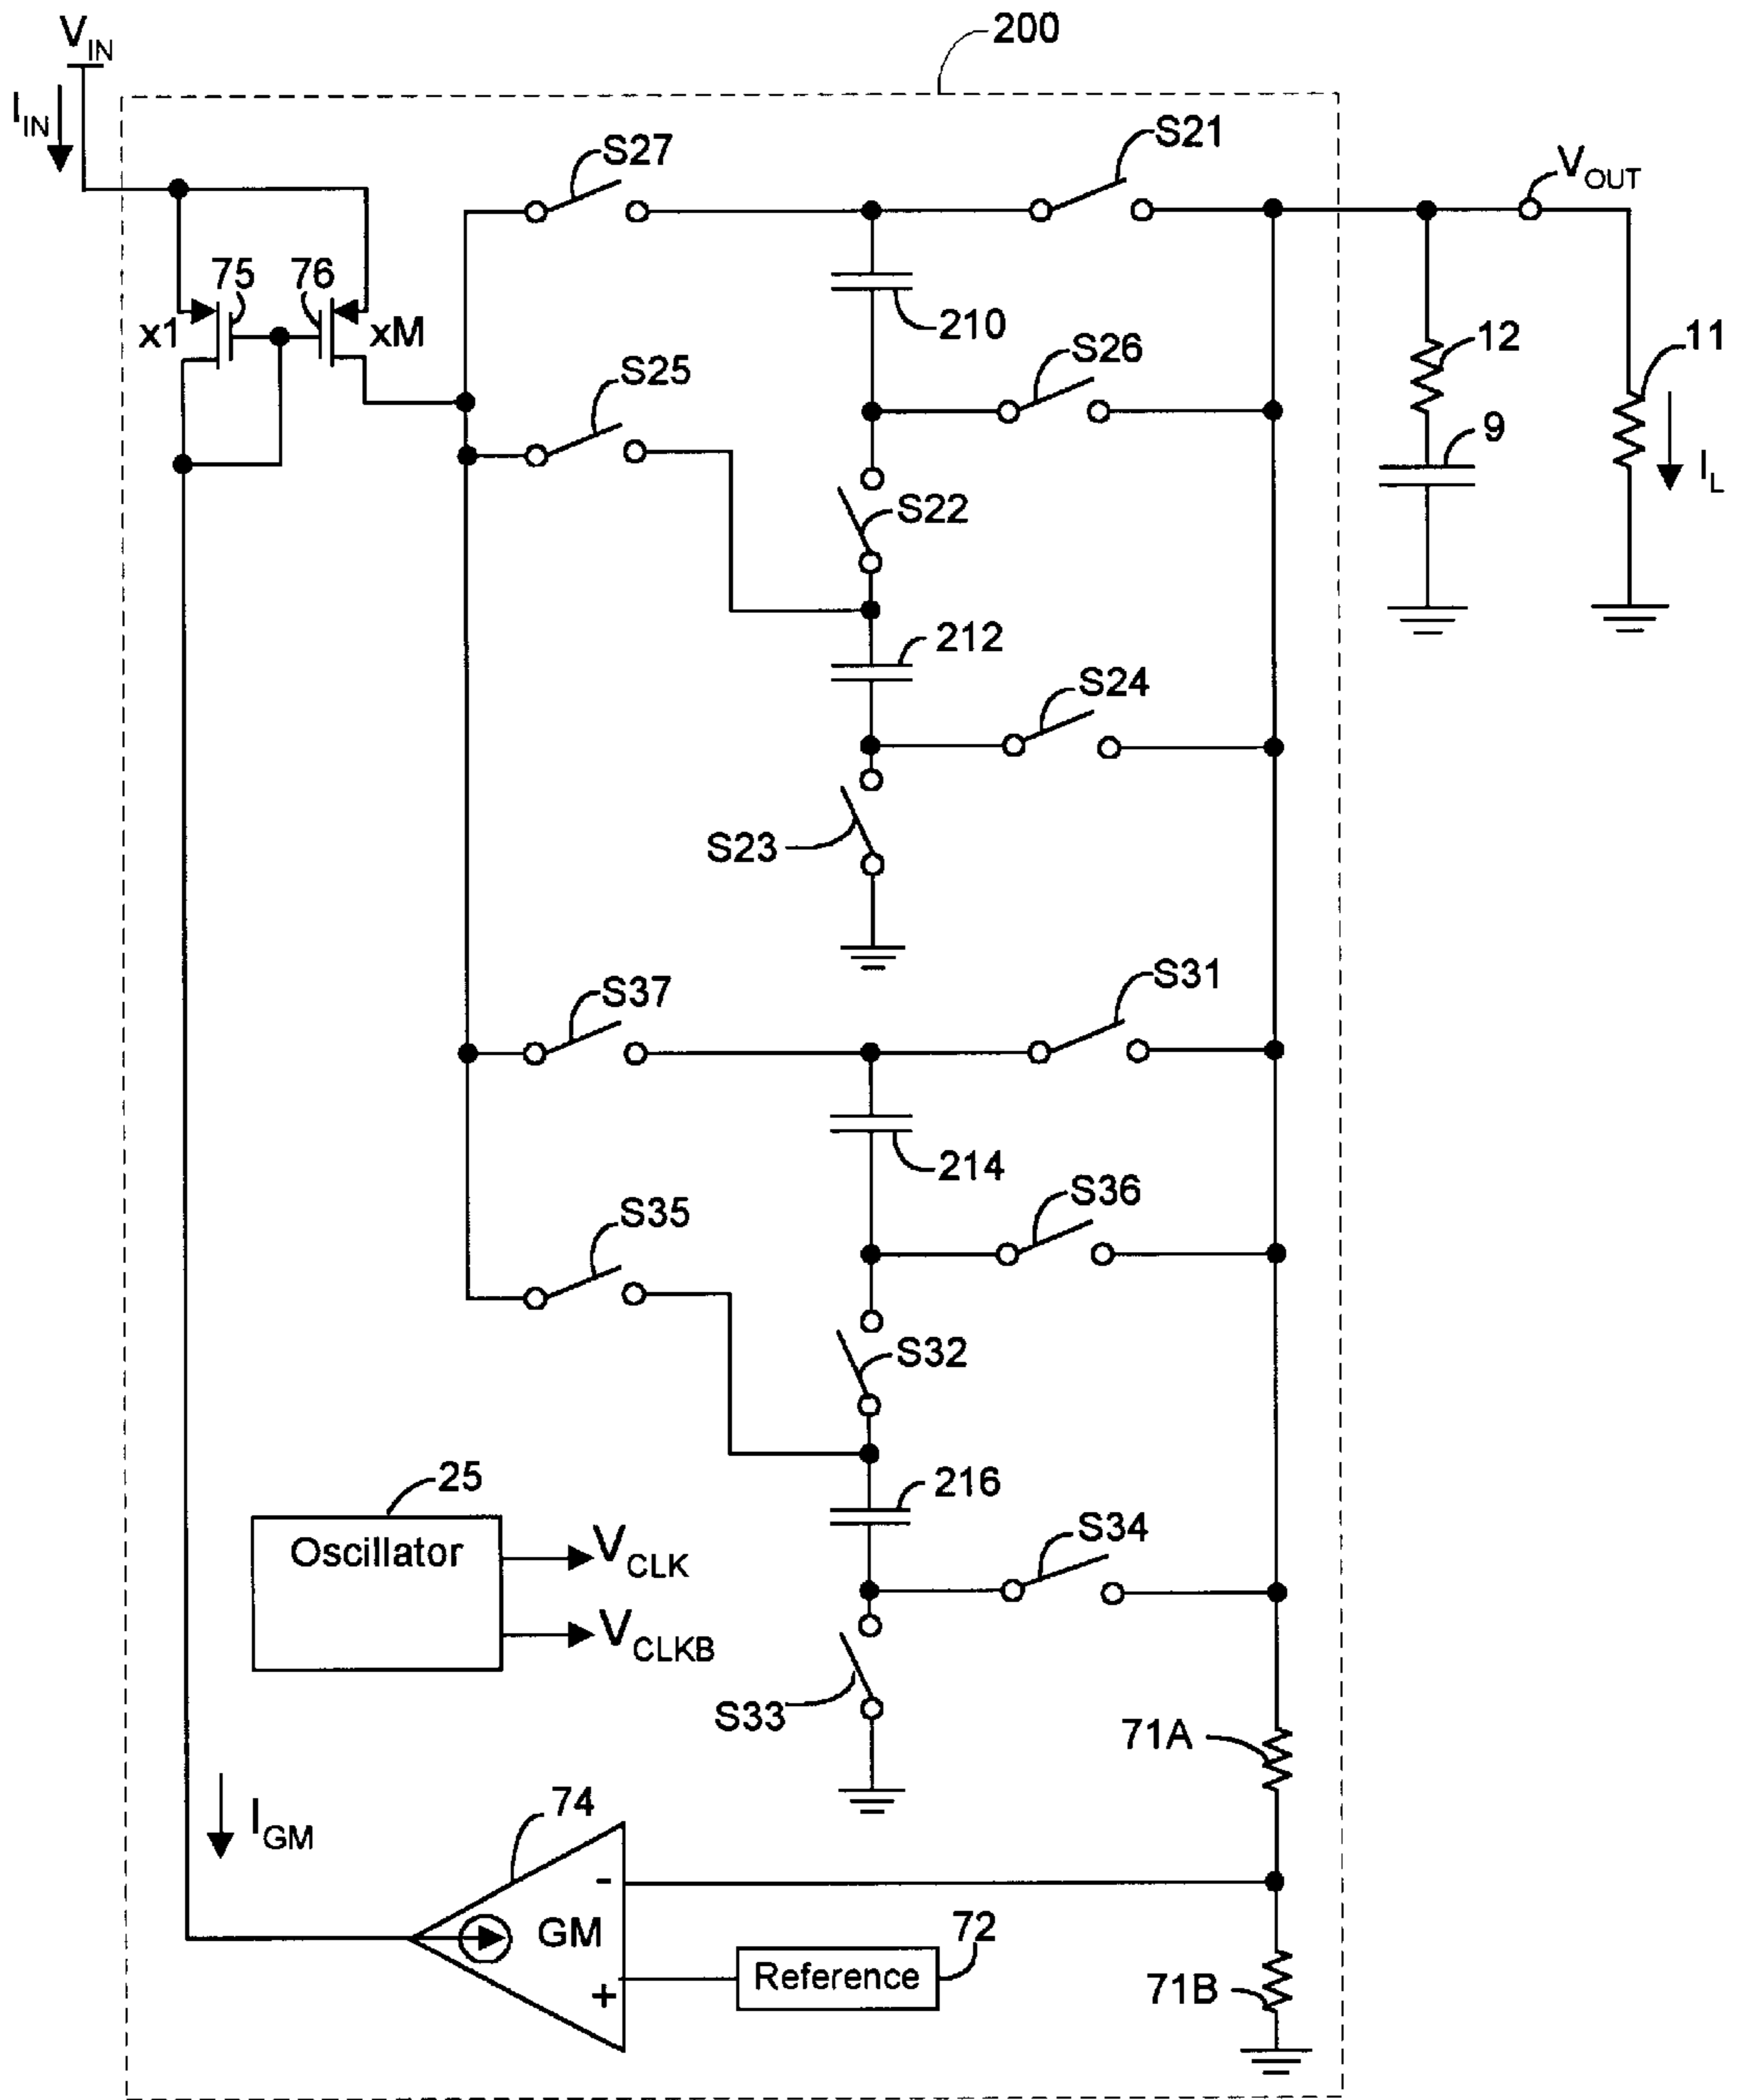 200
V_IN
I_IN
S27
S21
V_OUT
75
76
x1
xM
210
12
11
S26
S25
9
I_L
S22
212
S24
S23
S37
S31
214
S36
S35
S32
216
25
S34
Oscillator
V_CLK
V_CLKB
S33
71A
74
I_GM
-
GM
72
+
Reference
71B